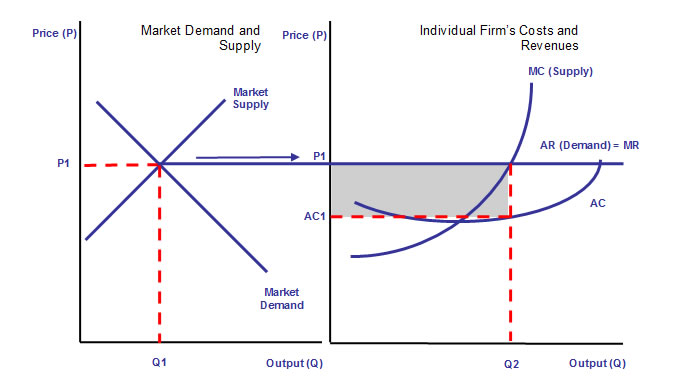 Price (P)
Market Demand and
Supply
Market
Supply
P1
Market
Demand
Q1
Output (Q)
Price (P)
Individual Firm's Costs and
Revenues
MC (Supply)
AR (Demand) = MR
P1
AC
AC1
Q2
Output (Q)